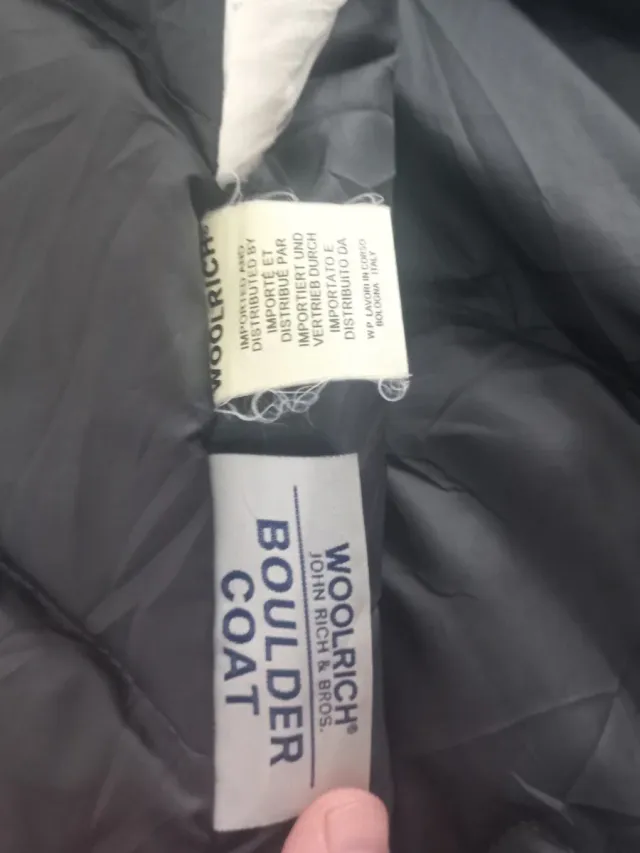 WOOLRICH®
IMPORTED AND
DISTRIBUTED BY
IMPORTÉ ET
DISTRIBUÉ PAR
IMPORTIERT UND
VERTRIEB DURCH
IMPORTATO E
DISTRIBUITO DA
W.P. LAVORI IN CORSO
BOLOGNA ITALY
WOOLRICH®
JOHN RICH & BROS.
BOULDER
COAT